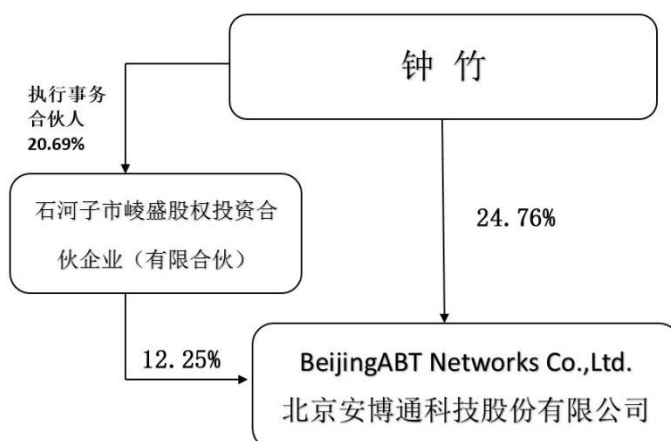 钟 竹
执行事务
合伙人
20.69%
石河子市崚盛股权投资合
伙企业（有限合伙）
24.76%
12.25%
BeijingABT Networks Co.,Ltd.
北京安博通科技股份有限公司